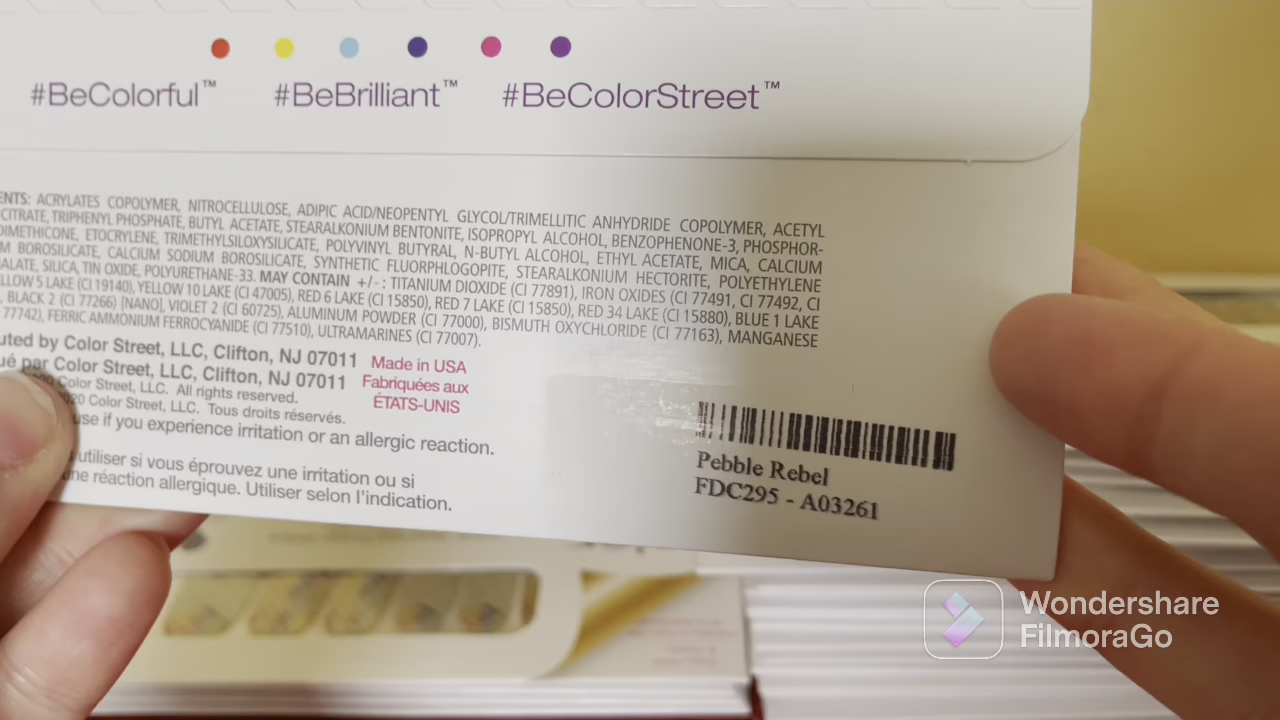 #BeColorful™ #BeBrilliant™ #BeColorStreet™
ENTS: ACRYLATES COPOLYMER, NITROCELLULOSE, ADIPIC ACID/NEOPENTYL GLYCOL/TRIMELLITIC ANHYDRIDE COPOLYMER, ACETYL
CITRATE, TRIPHENYL PHOSPHATE, BUTYL ACETATE, STEARALKONIUM BENTONITE, ISOPROPYL ALCOHOL, BENZOPHENONE-3, PHOSPHOR-
DIMETHICONE, ETOCRYLENE, TRIMETHYLSILOXYSILICATE, POLYVINYL BUTYRAL, N-BUTYL ALCOHOL, ETHYL ACETATE, MICA, CALCIUM
M BOROSILICATE, CALCIUM SODIUM BOROSILICATE, SYNTHETIC FLUORPHLOGOPITE, STEARALKONIUM HECTORITE, POLYETHYLENE
ALATE, SILICA, TIN OXIDE, POLYURETHANE-33. MAY CONTAIN +/- : TITANIUM DIOXIDE (CI 77891), IRON OXIDES (CI 77491, CI 77492, CI
LLOW 5 LAKE (CI 19140), YELLOW 10 LAKE (CI 47005), RED 6 LAKE (CI 15850), RED 7 LAKE (CI 15850), RED 34 LAKE (CI 15880), BLUE 1 LAKE
, BLACK 2 (CI 77266) [NANO], VIOLET 2 (CI 60725), ALUMINUM POWDER (CI 77000), BISMUTH OXYCHLORIDE (CI 77163), MANGANESE
77742), FERRIC AMMONIUM FERROCYANIDE (CI 77510), ULTRAMARINES (CI 77007).
uted by Color Street, LLC, Clifton, NJ 07011
ué par Color Street, LLC, Clifton, NJ 07011
Color Street, LLC. All rights reserved.
20 Color Street, LLC. Tous droits réservés.
Made in USA
Fabriquées aux
ÉTATS-UNIS
use if you experience irritation or an allergic reaction.
utiliser si vous éprouvez une irritation ou si
une réaction allergique. Utiliser selon l'indication.
Pebble Rebel
FDC295 - A03261
Wondershare
FilmoraGo